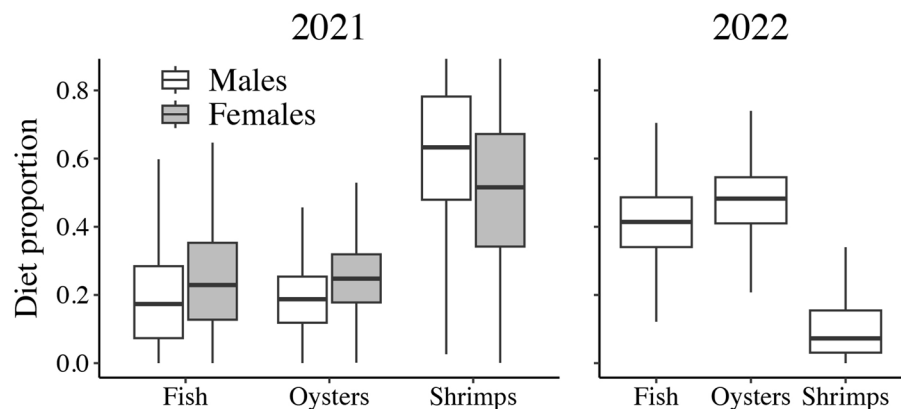 2021
2022
Males
Females
Diet proportion
0.8
0.6
0.4
0.2
0.0
Fish
Oysters
Shrimps
Fish
Oysters
Shrimps